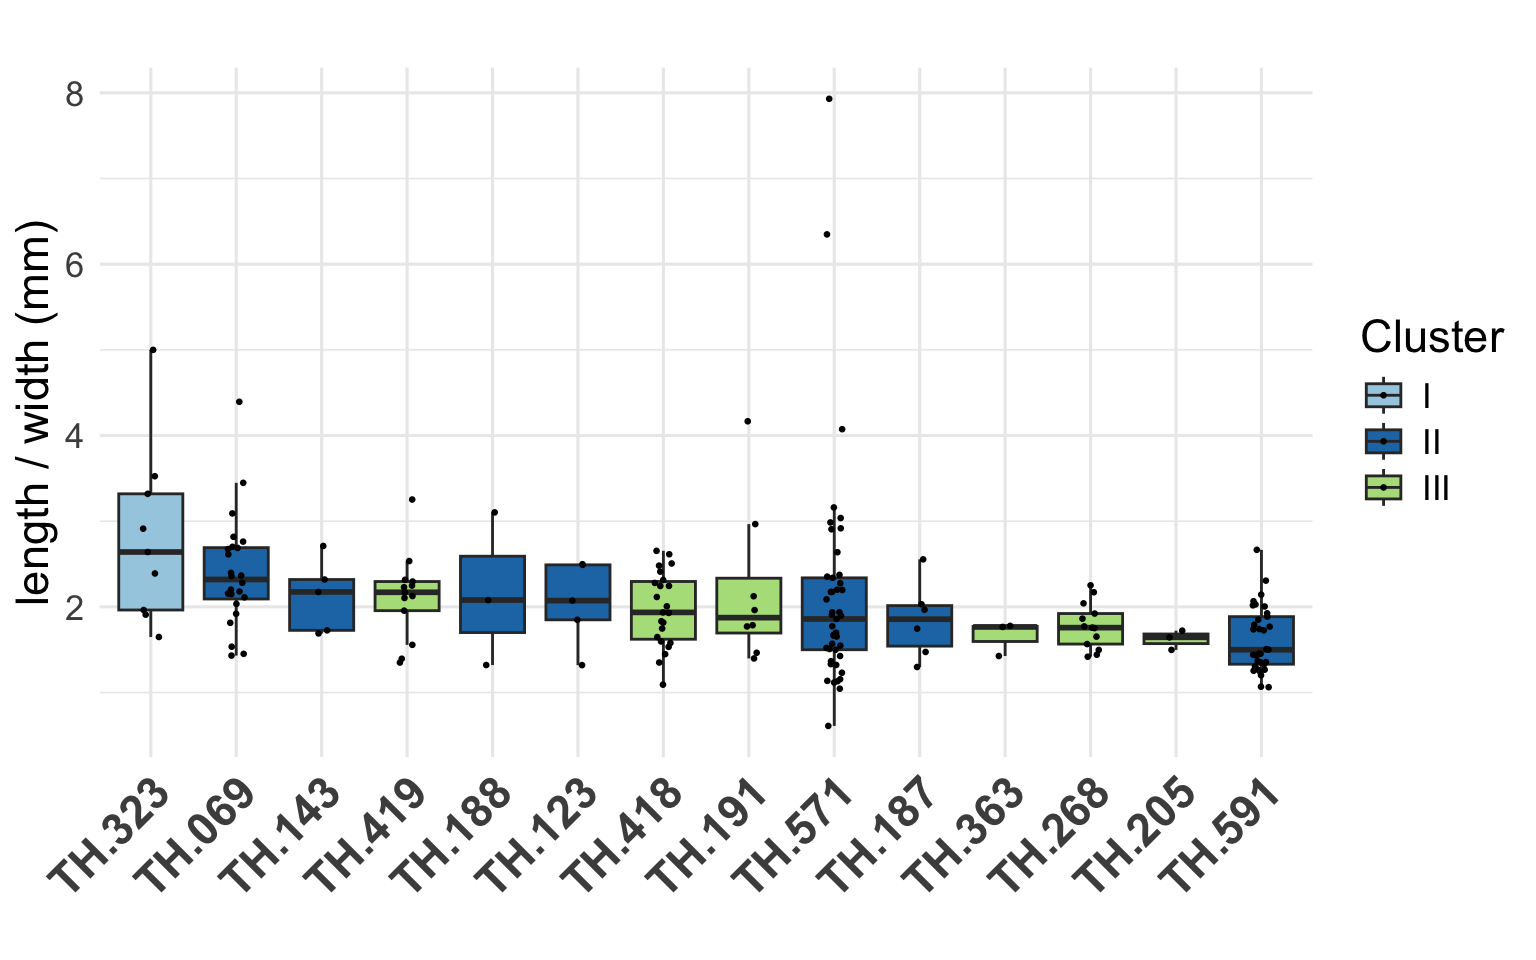 8
6
4
2
length / width (mm)
TH.323
TH.069
TH.143
TH.419
TH.188
TH.123
TH.418
TH.191
TH.571
TH.187
TH.363
TH.268
TH.205
TH.591
Cluster
I
II
III